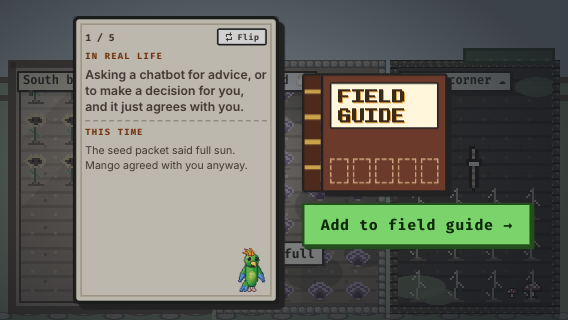 1 / 5
Flip
IN REAL LIFE
Asking a chatbot for advice, or
to make a decision for you,
and it just agrees with you.
THIS TIME
The seed packet said full sun.
Mango agreed with you anyway.
FIELD
GUIDE
Add to field guide →
South b
corner ☁
full